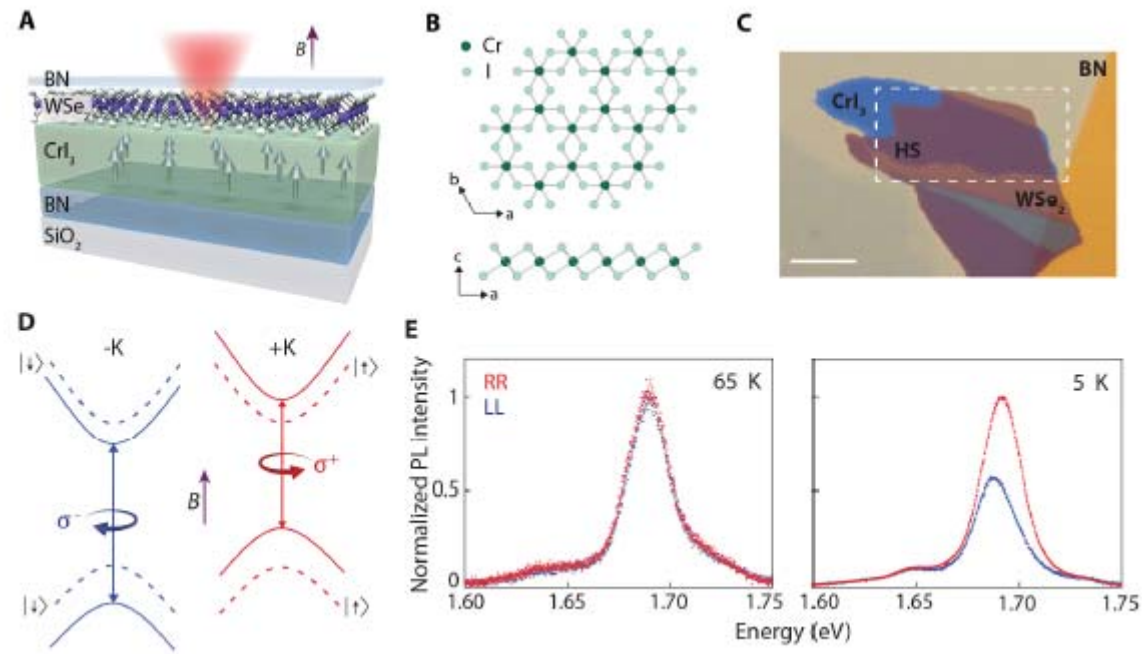 A
B
BN
WSe
CrI3
BN
SiO2
B
Cr
I
b
a
c
a
C
BN
CrI3
HS
WSe2
D
-K
+K
|↓⟩
|↑⟩
σ-
B
σ+
|↓⟩
|↑⟩
E
RR
LL
65 K
5 K
Normalized PL intensity
1
0.5
0
1.60 1.65 1.70 1.75
1.60 1.65 1.70 1.75
Energy (eV)